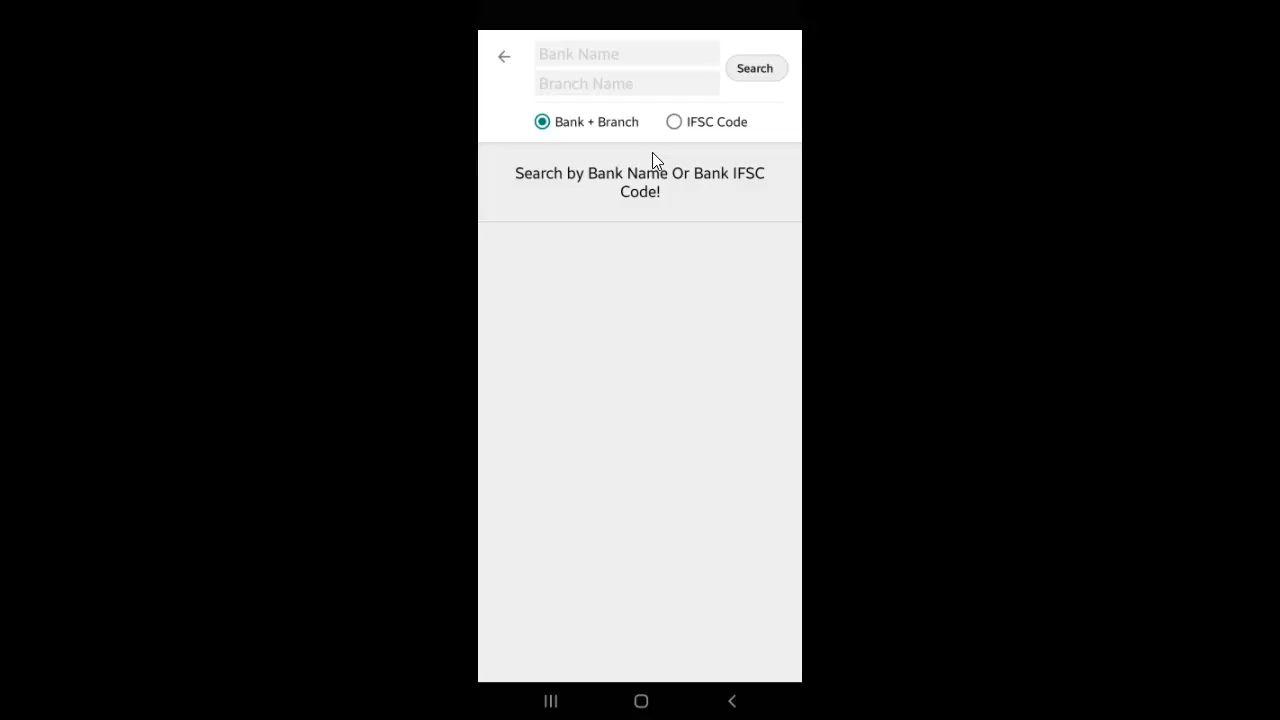 Bank Name
Branch Name
Search
Bank + Branch
IFSC Code
Search by Bank Name Or Bank IFSC
Code!